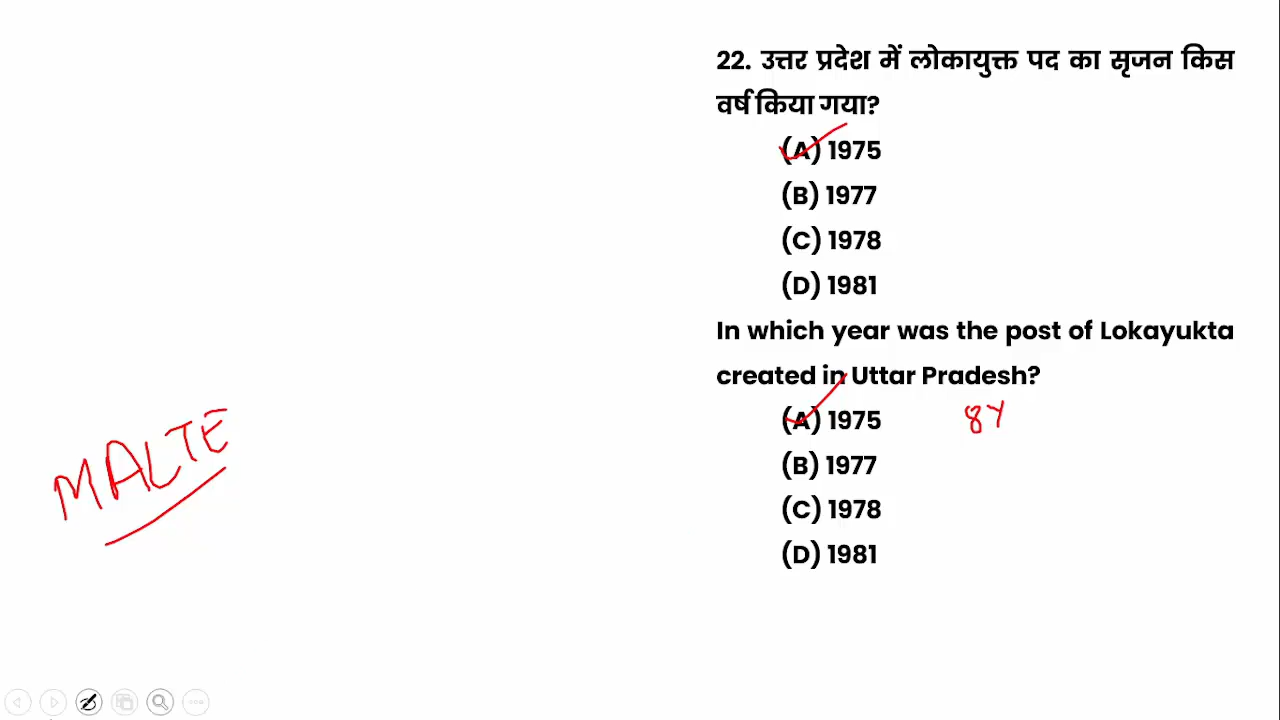 22. उत्तर प्रदेश में लोकायुक्त पद का सृजन किस
वर्ष किया गया?
(A) 1975
(B) 1977
(C) 1978
(D) 1981
In which year was the post of Lokayukta
created in Uttar Pradesh?
(A) 1975
8Y
(B) 1977
(C) 1978
(D) 1981
MALTE